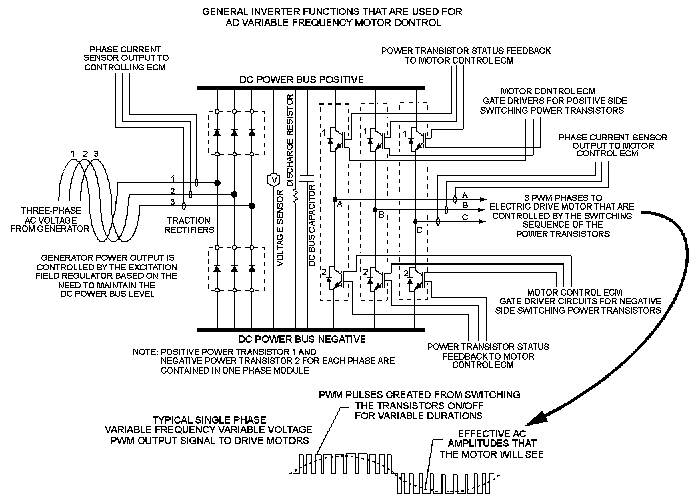 GENERAL INVERTER FUNCTIONS THAT ARE USED FOR
AD VARIABLE FREQUENCY MOTOR DONTROL
PHASE CURRENT
SENSOR OUTPUT TO
CONTROLLING ECM
POWER TRANSISTOR STATUS FEEDBACK
TO MOTOR CONTROL ECM
DC POWER BUS POSITIVE
MOTOR CONTROL ECM
GATE DRIVERS FOR POSITIVE SIDE
SWITCHING POWER TRANSISTORS
PHASE CURRENT SENSOR
OUTPUT TO MOTOR
CONTROL ECM
1 2 3
1
2
3
THREE-PHASE
AC VOLTAGE
FROM GENERATOR
TRACTION
RECTIFIERS
V
VOLTAGE SENSOR
DISCHARGE RESISTOR
DC BUS CAPACITOR
1
1
1
A
B
C
A
B
C
3 PWM PHASES TO
ELECTRIC DRIVE MOTOR THAT ARE
CONTROLLED BY THE SWITCHING
SEQUENCE OF THE
POWER TRANSISTORS
GENERATOR POWER OUTPUT IS
CONTROLLED BY THE EXCITATION
FIELD REGULATOR BASED ON THE
NEED TO MAINTAIN THE
DC POWER BUS LEVEL
2
2
2
MOTOR CONTROL ECM
GATE DRIVER CIRCUITS FOR NEGATIVE
SIDE SWITCHING POWER TRANSISTORS
DC POWER BUS NEGATIVE
POWER TRANSISTOR STATUS
FEEDBACK TO MOTOR
CONTROL ECM
NOTE: POSITIVE POWER TRANSISTOR 1 AND
NEGATIVE POWER TRANSISTOR 2 FOR EACH PHASE ARE
CONTAINED IN ONE PHASE MODULE
PWM PULSES CREATED FROM SWITCHING
THE TRANSISTORS ON/OFF
FOR VARIABLE DURATIONS
TYPICAL SINGLE PHASE
VARIABLE FREQUENCY VARIABLE VOLTAGE
PWM OUTPUT SIGNAL TO DRIVE MOTORS
EFFECTIVE AC
AMPLITUDES THAT
THE MOTOR WILL SEE